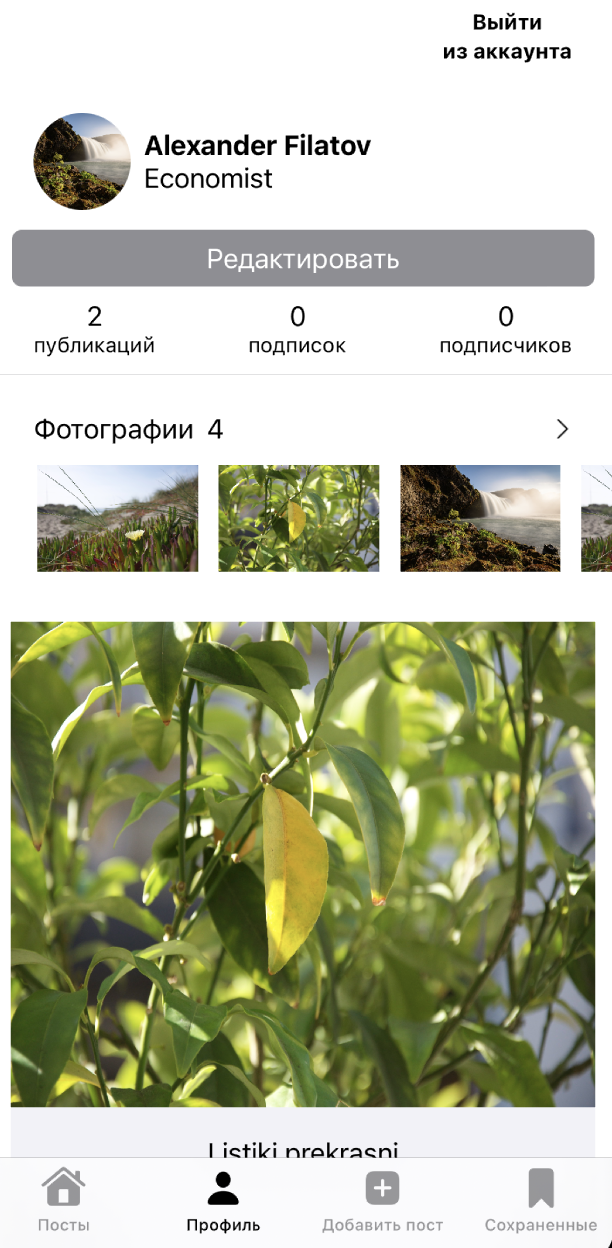 Выйти
из аккаунта
Alexander Filatov
Economist
Редактировать
2 0 0
публикаций подписок подписчиков
Фотографии 4
Listiki prekrasni
Посты Профиль Добавить пост Сохраненные